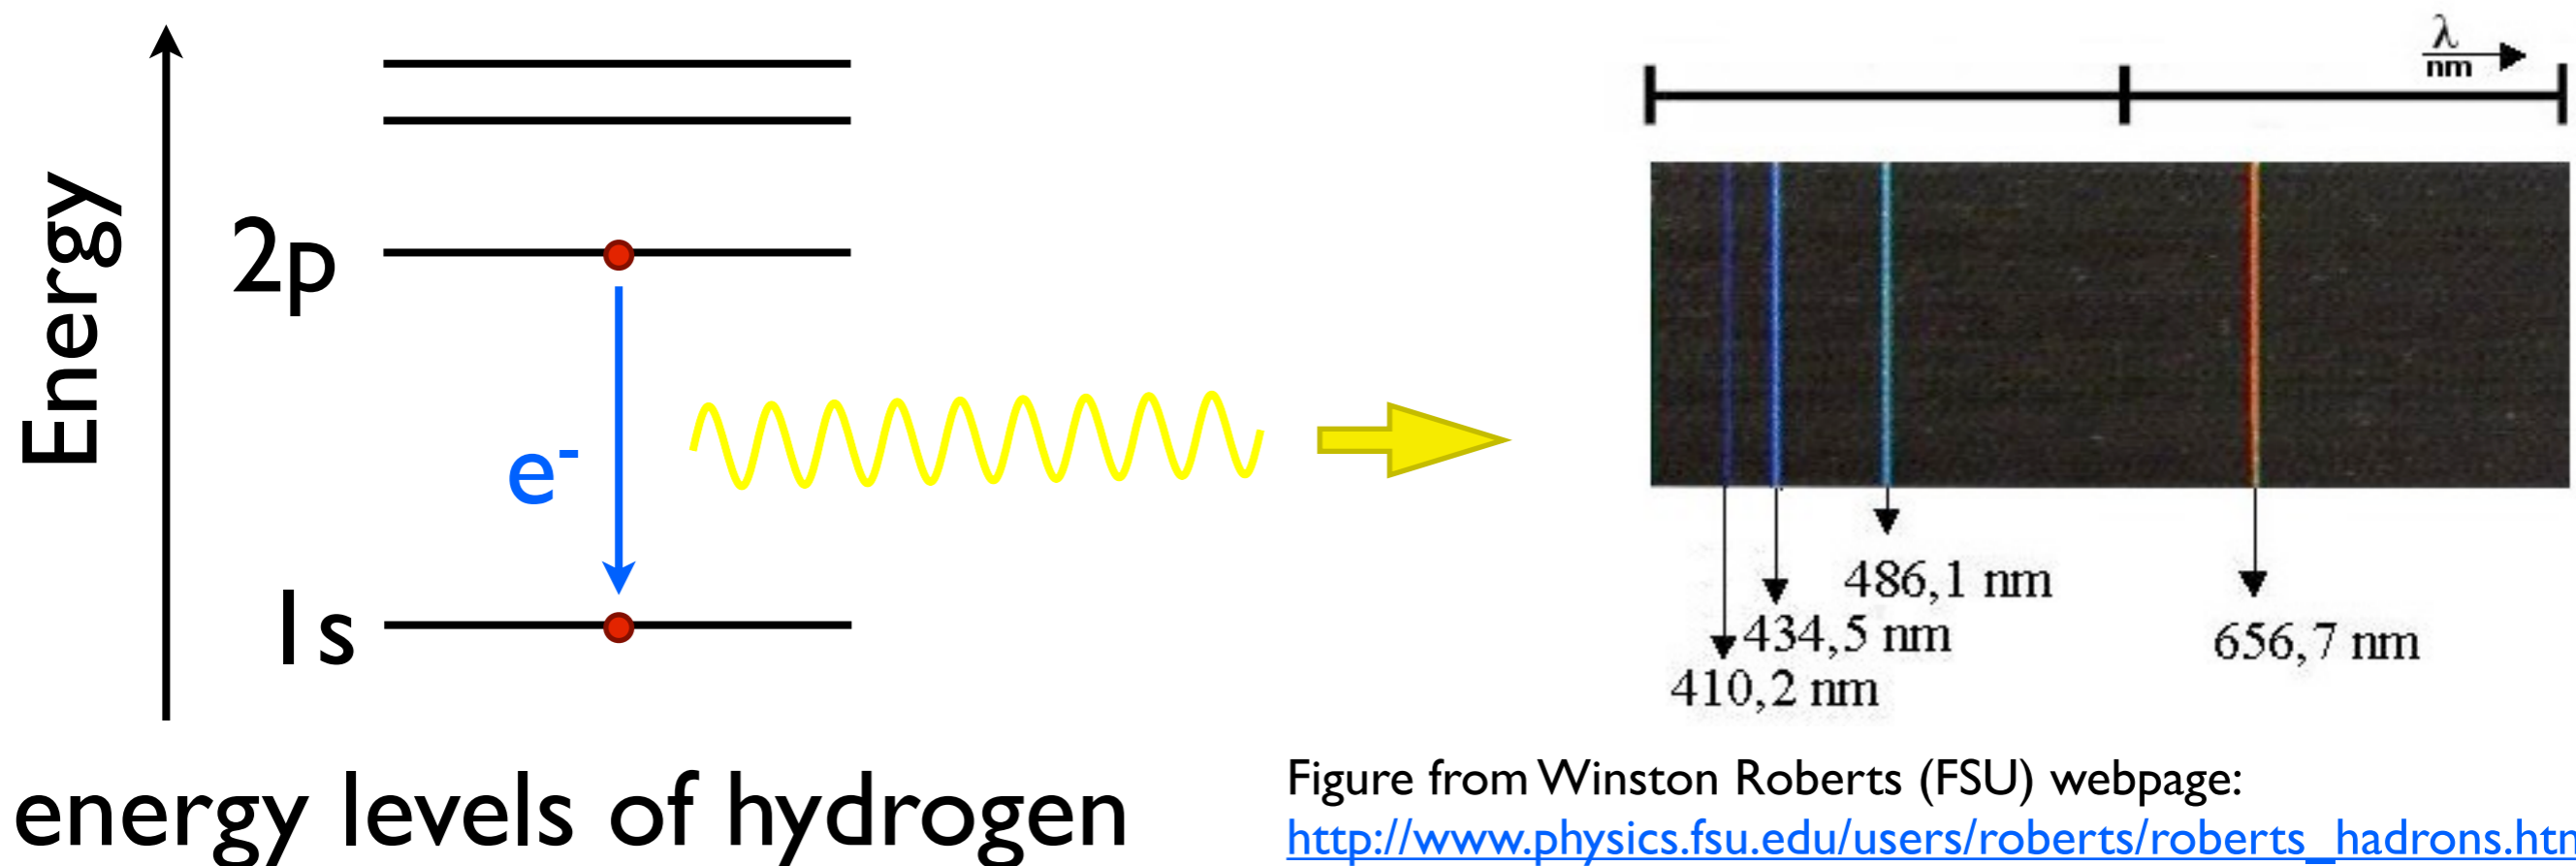 Energy
2p
e-
1s
energy levels of hydrogen
λ
nm
486,1 nm
434,5 nm
410,2 nm
656,7 nm
Figure from Winston Roberts (FSU) webpage:
http://www.physics.fsu.edu/users/roberts/roberts_hadrons.htm